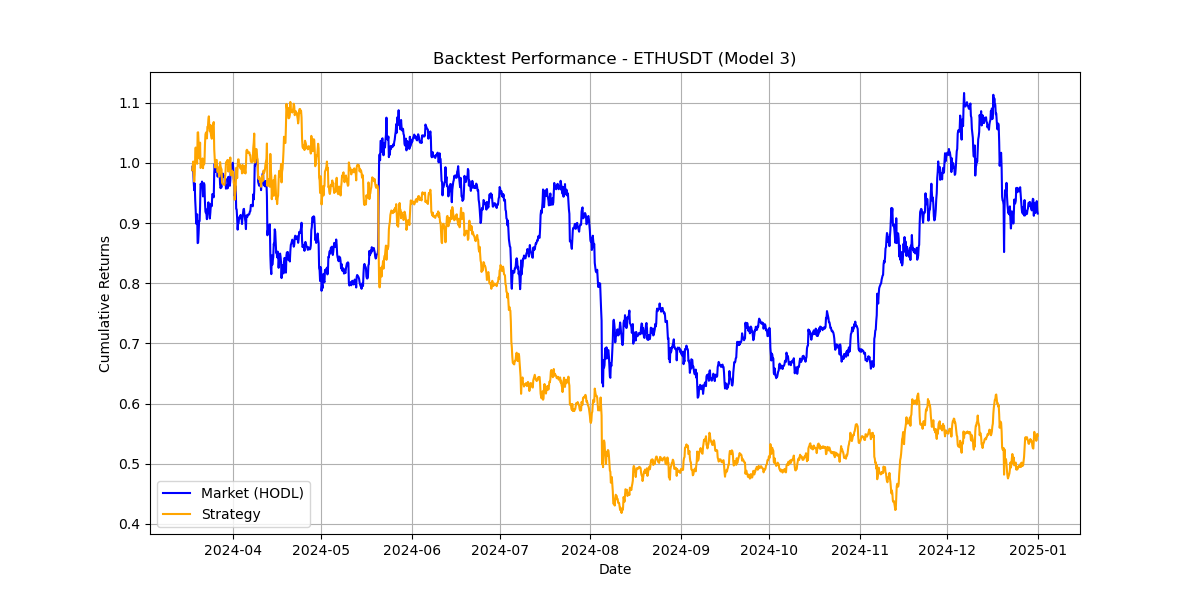 Backtest Performance - ETHUSDT (Model 3)
Cumulative Returns
1.1
1.0
0.9
0.8
0.7
0.6
0.5
0.4
Market (HODL)
Strategy
2024-04 2024-05 2024-06 2024-07 2024-08 2024-09 2024-10 2024-11 2024-12 2025-01
Date